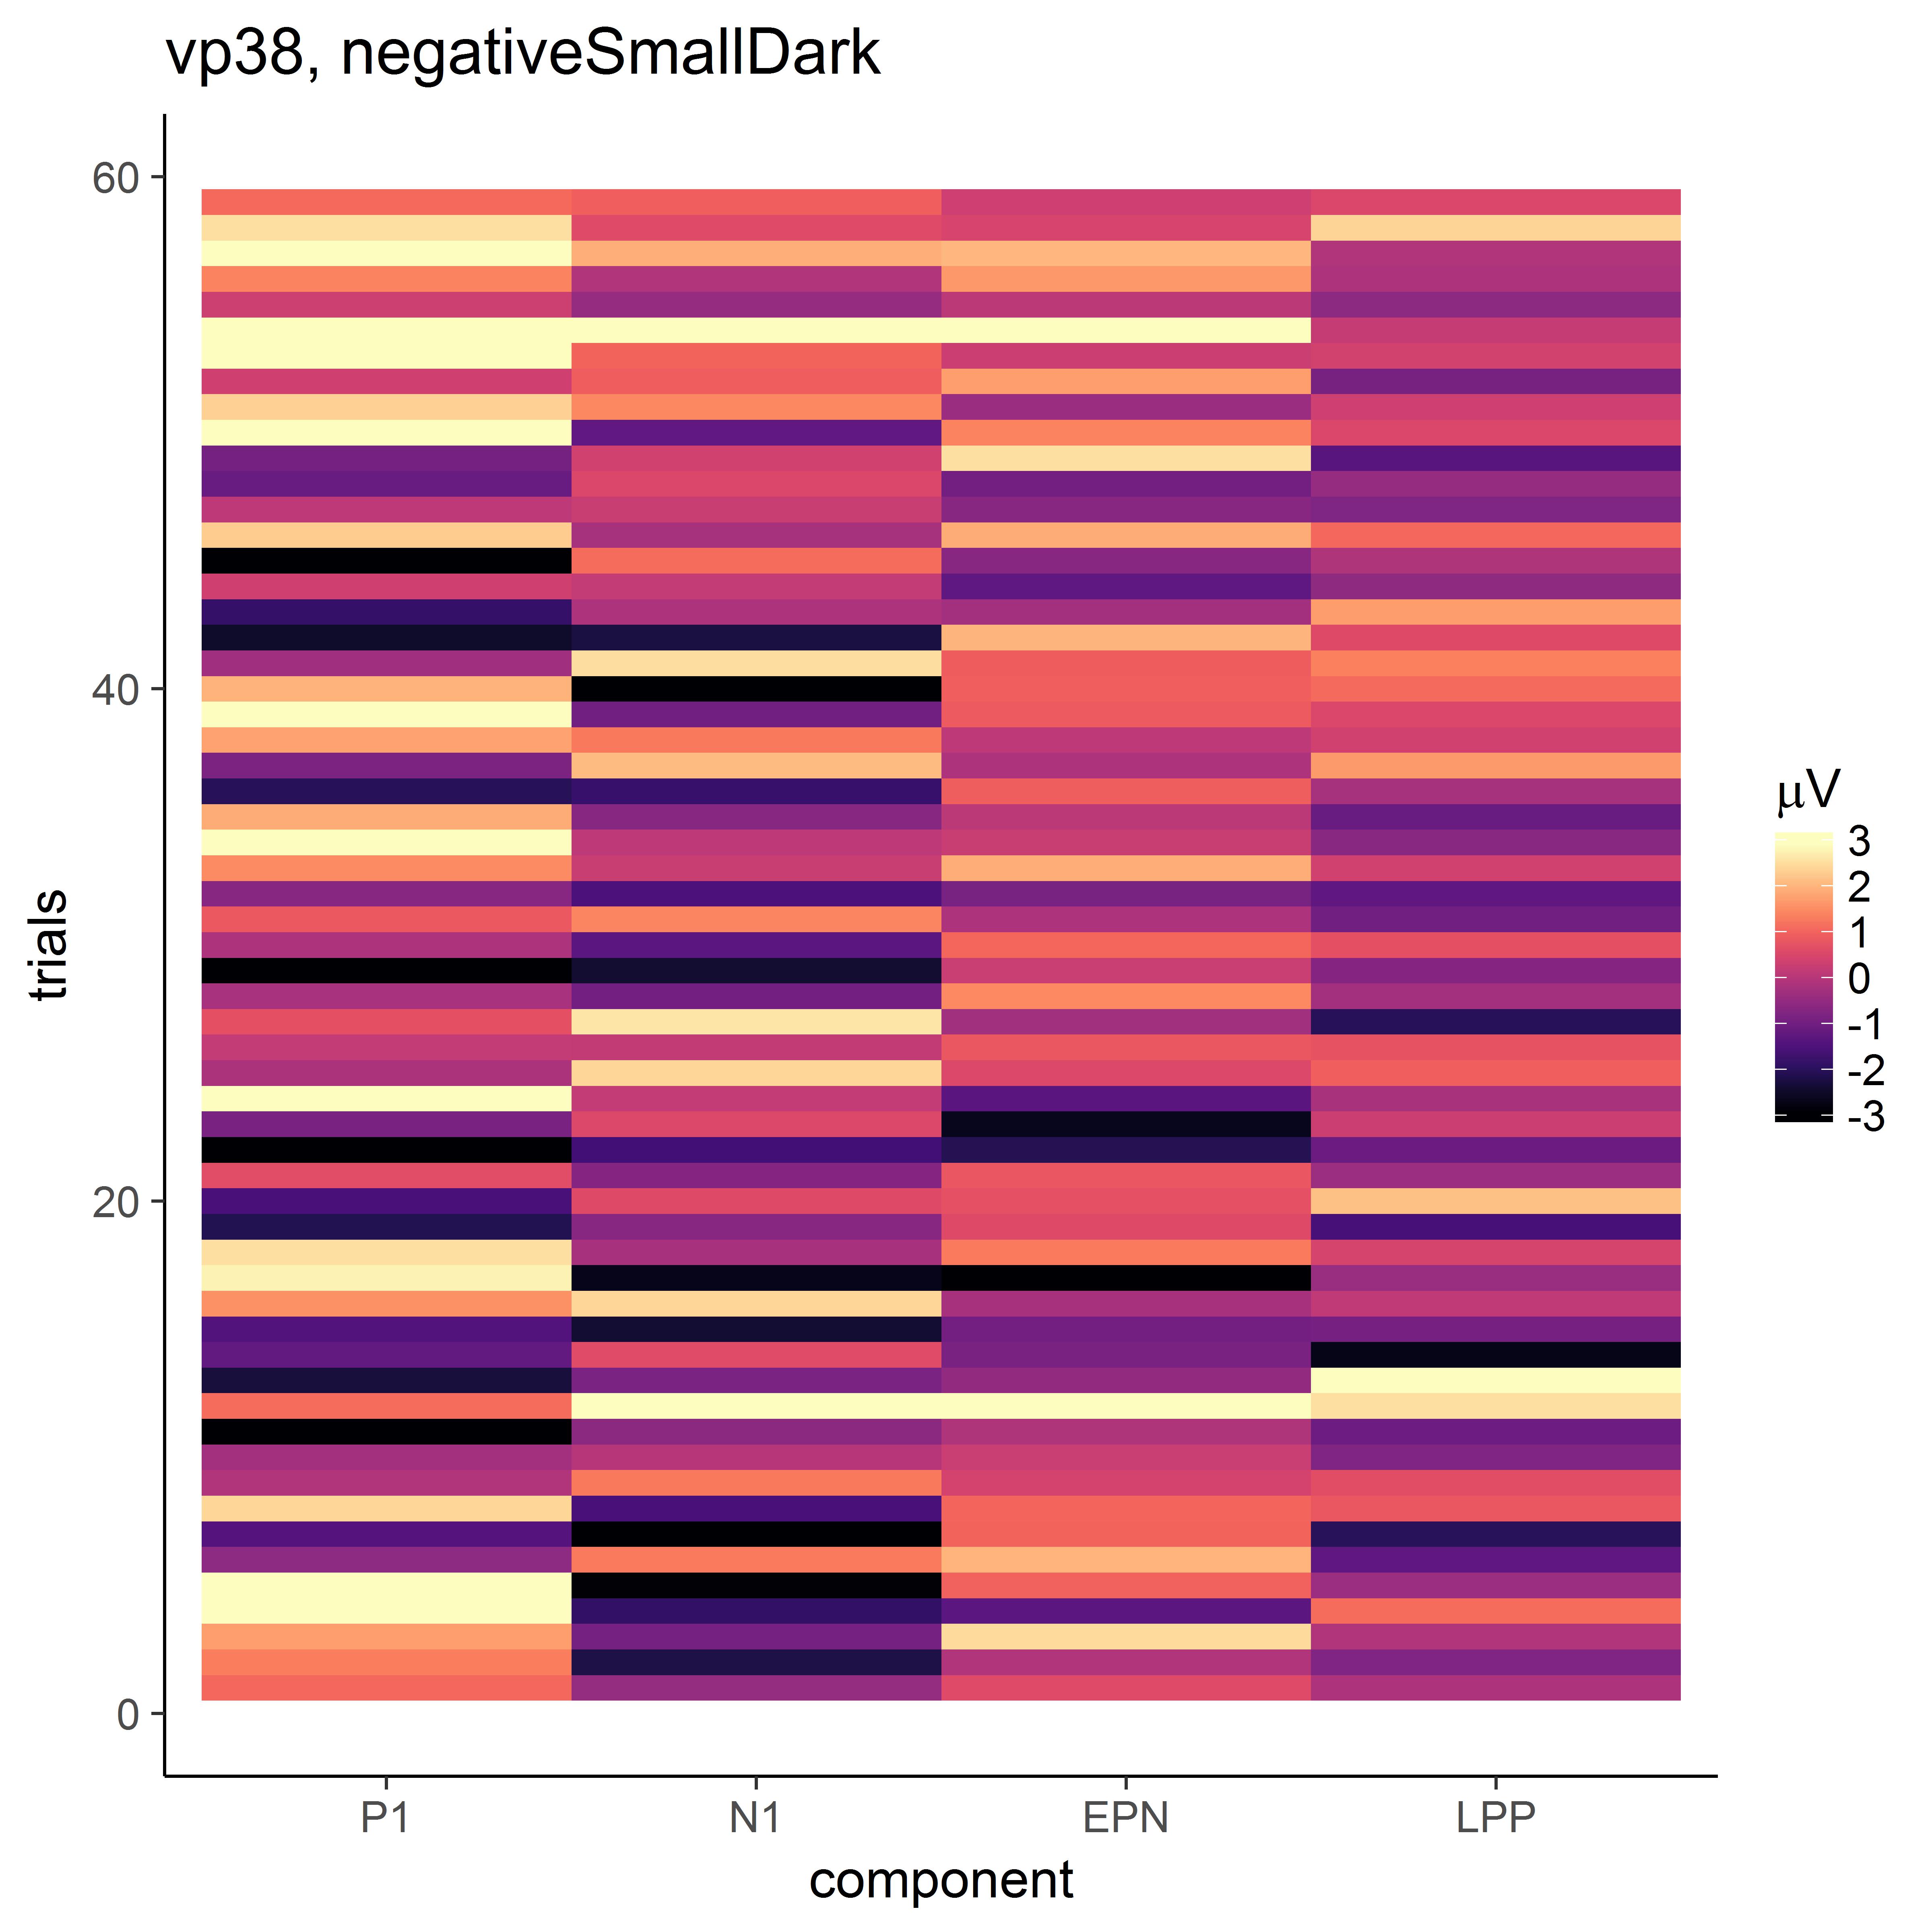 vp38, negativeSmallDark
60
40
20
0
trials
P1 N1 EPN LPP
component
μV
3
2
1
0
-1
-2
-3